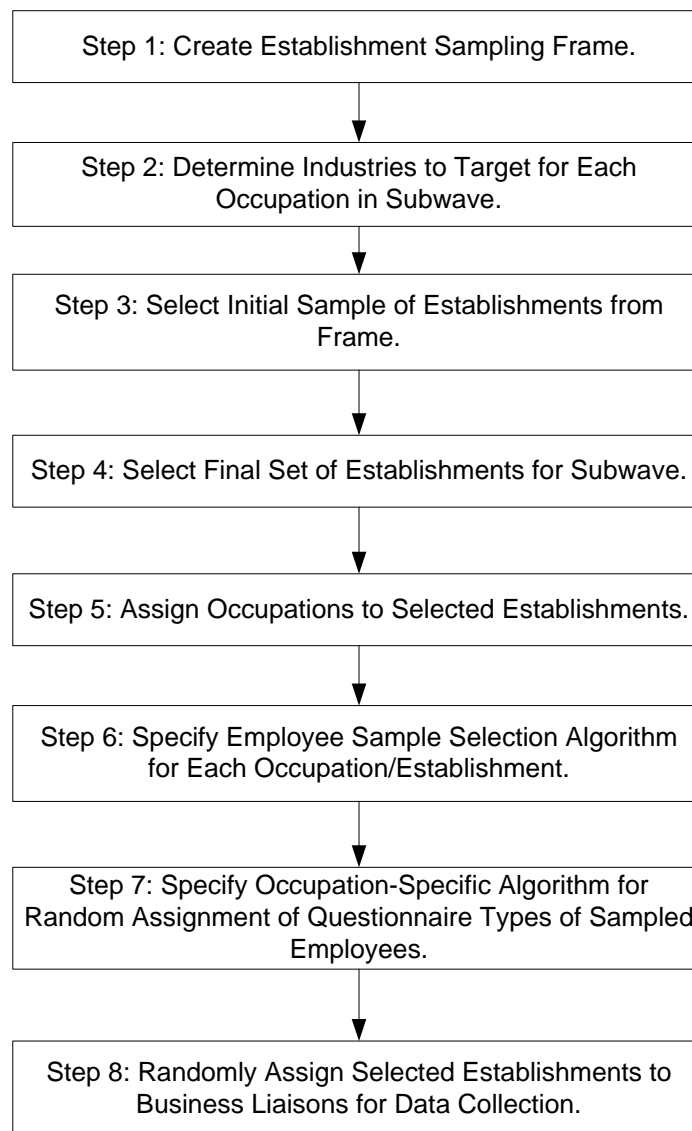 Step 1: Create Establishment Sampling Frame.
Step 2: Determine Industries to Target for Each
Occupation in Subwave.
Step 3: Select Initial Sample of Establishments from
Frame.
Step 4: Select Final Set of Establishments for Subwave.
Step 5: Assign Occupations to Selected Establishments.
Step 6: Specify Employee Sample Selection Algorithm
for Each Occupation/Establishment.
Step 7: Specify Occupation-Specific Algorithm for
Random Assignment of Questionnaire Types of Sampled
Employees.
Step 8: Randomly Assign Selected Establishments to
Business Liaisons for Data Collection.